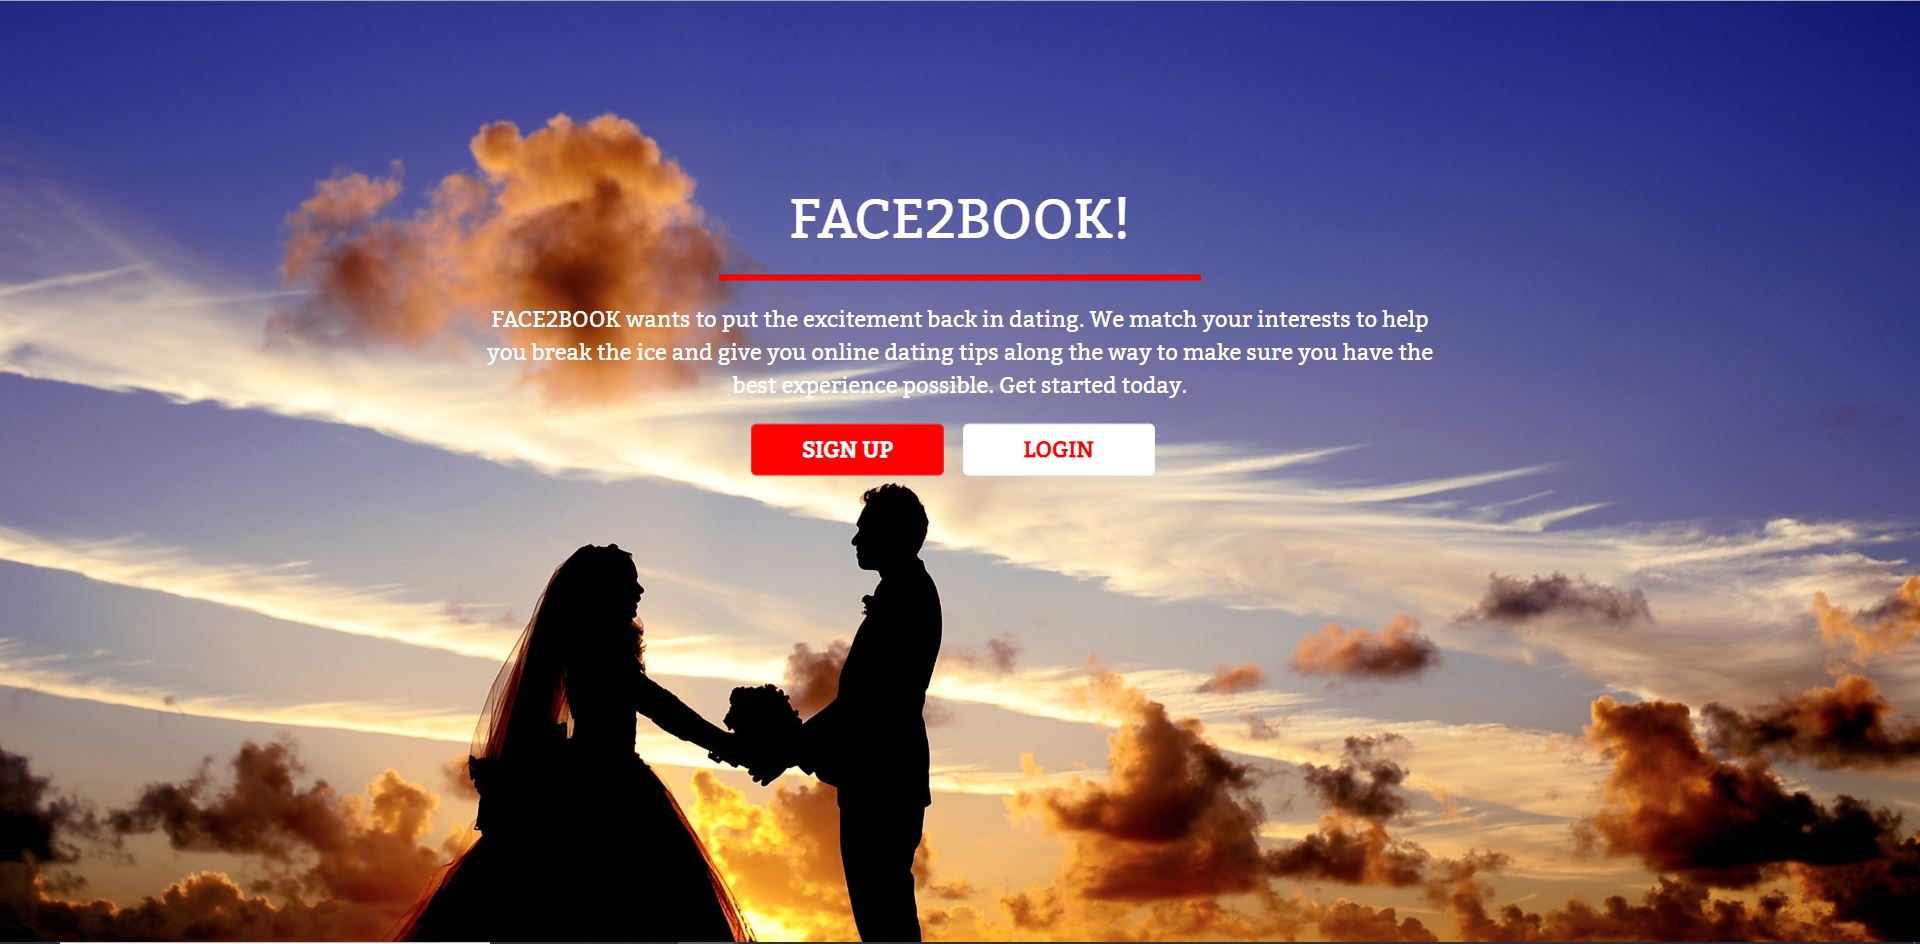 FACE2BOOK!
FACE2BOOK wants to put the excitement back in dating. We match your interests to help
you break the ice and give you online dating tips along the way to make sure you have the
best experience possible. Get started today.
SIGN UP
LOGIN